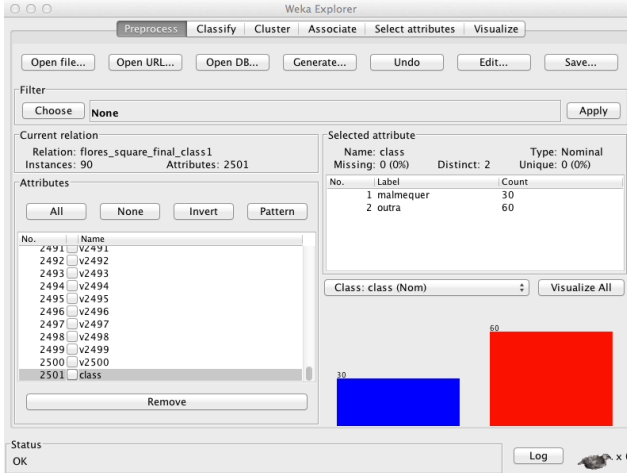 Weka Explorer
Preprocess Classify Cluster Associate Select attributes Visualize
Open file... Open URL... Open DB... Generate... Undo Edit... Save...
Filter
Choose None Apply
Current relation
Relation: flores_square_final_class1
Instances: 90 Attributes: 2501
Attributes
All None Invert Pattern
No. Name
2491 v2491
2492 v2492
2493 v2493
2494 v2494
2495 v2495
2496 v2496
2497 v2497
2498 v2498
2499 v2499
2500 v2500
2501 class
Remove
Selected attribute
Name: class Type: Nominal
Missing: 0 (0%) Distinct: 2 Unique: 0 (0%)
No. Label Count
1 malmequer 30
2 outra 60
Class: class (Nom) Visualize All
60
30
Status
OK
Log x